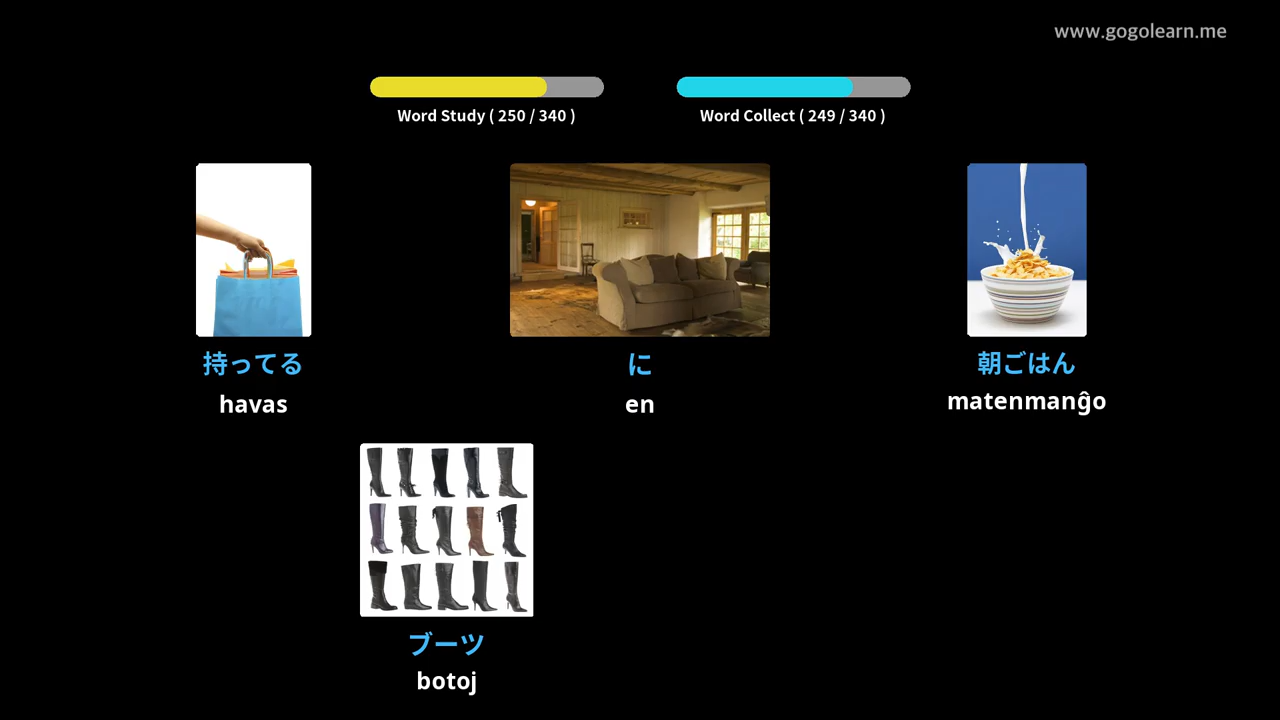 www.gogolearn.me
Word Study ( 250 / 340 )
Word Collect ( 249 / 340 )
持ってる
havas
に
en
朝ごはん
matenmanĝo
ブーツ
botoj